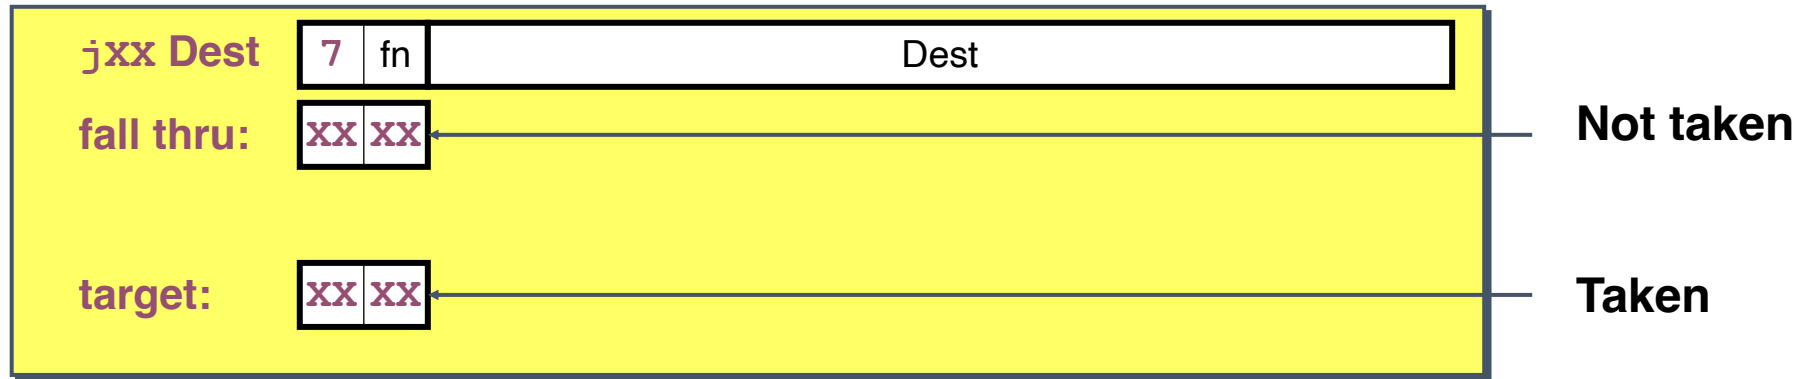 jXX Dest 7 fn Dest
fall thru: XX XX Not taken
target: XX XX Taken